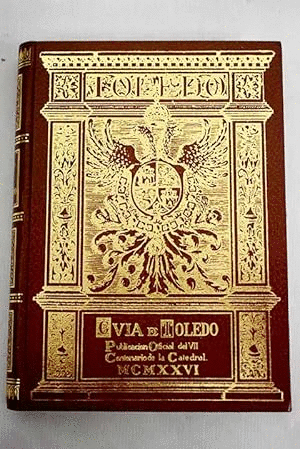 TOLEDO
GVIA DE TOLEDO
Publicacion Oficial del VII
Centenario de la Catedral.
MCMXXVI